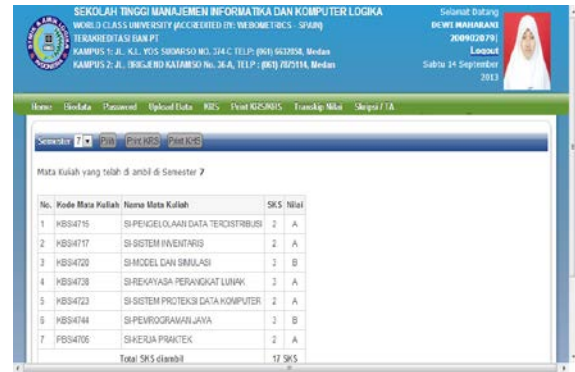 SEKOLAH TINGGI MANAJEMEN INFORMATIKA DAN KOMPUTER LOGIKA
WORLD CLASS UNIVERSITY (ACCREDITED BY: WEBOMETRICS - SPAIN)
TERAKREDITASI BAN PT
KAMPUS 1: JL. K.L. YOS SUDARSO NO. 374 C TELP: (061) 6632858, Medan
KAMPUS 2: JL. BRIGJEND KATAMSO No. 36-A, TELP : (061) 7875114, Medan
Selamat Datang
DEWI MAHARANI
Logout
Sabtu 14 September
2013
Home Biodata Password Upload Data KRS Print KRS/KHS Transkip Nilai Skripsi / TA
Semester 7 Pilih Print KRS Print KHS
Mata Kuliah yang telah di ambil di Semester 7
No. Kode Mata Kuliah Nama Mata Kuliah SKS Nilai
1 KBSI4715 SI-PENGELOLAAN DATA TERDISTRIBUSI 2 A
2 KBSI4717 SI-SISTEM INVENTARIS 2 A
3 KBSI4720 SI-MODEL DAN SIMULASI 3 B
4 KBSI4738 SI-REKAYASA PERANGKAT LUNAK 3 A
5 KBSI4723 SI-SISTEM PROTEKSI DATA KOMPUTER 2 A
6 KBSI4744 SI-PEMROGRAMAN JAVA 3 B
7 PBSI4706 SI-KERJA PRAKTEK 2 A
Total SKS diambil 17 SKS